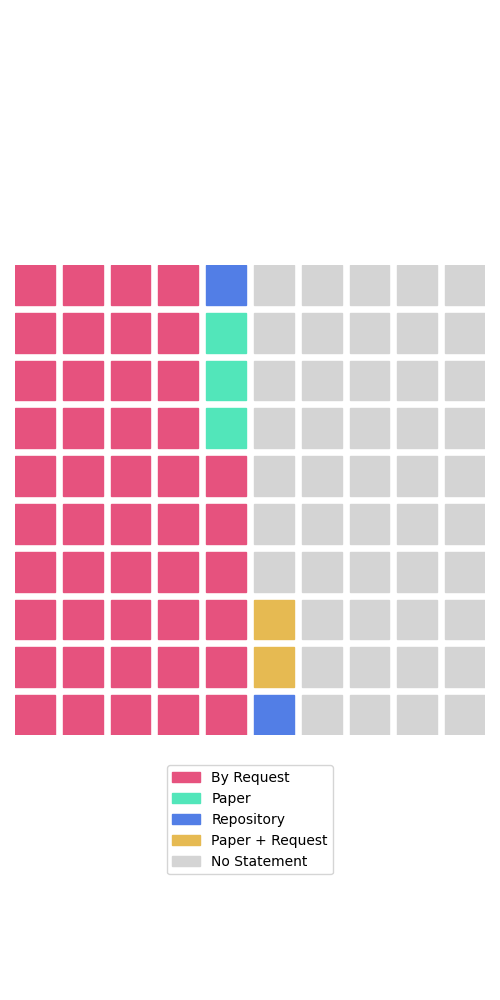 By Request
Paper
Repository
Paper + Request
No Statement